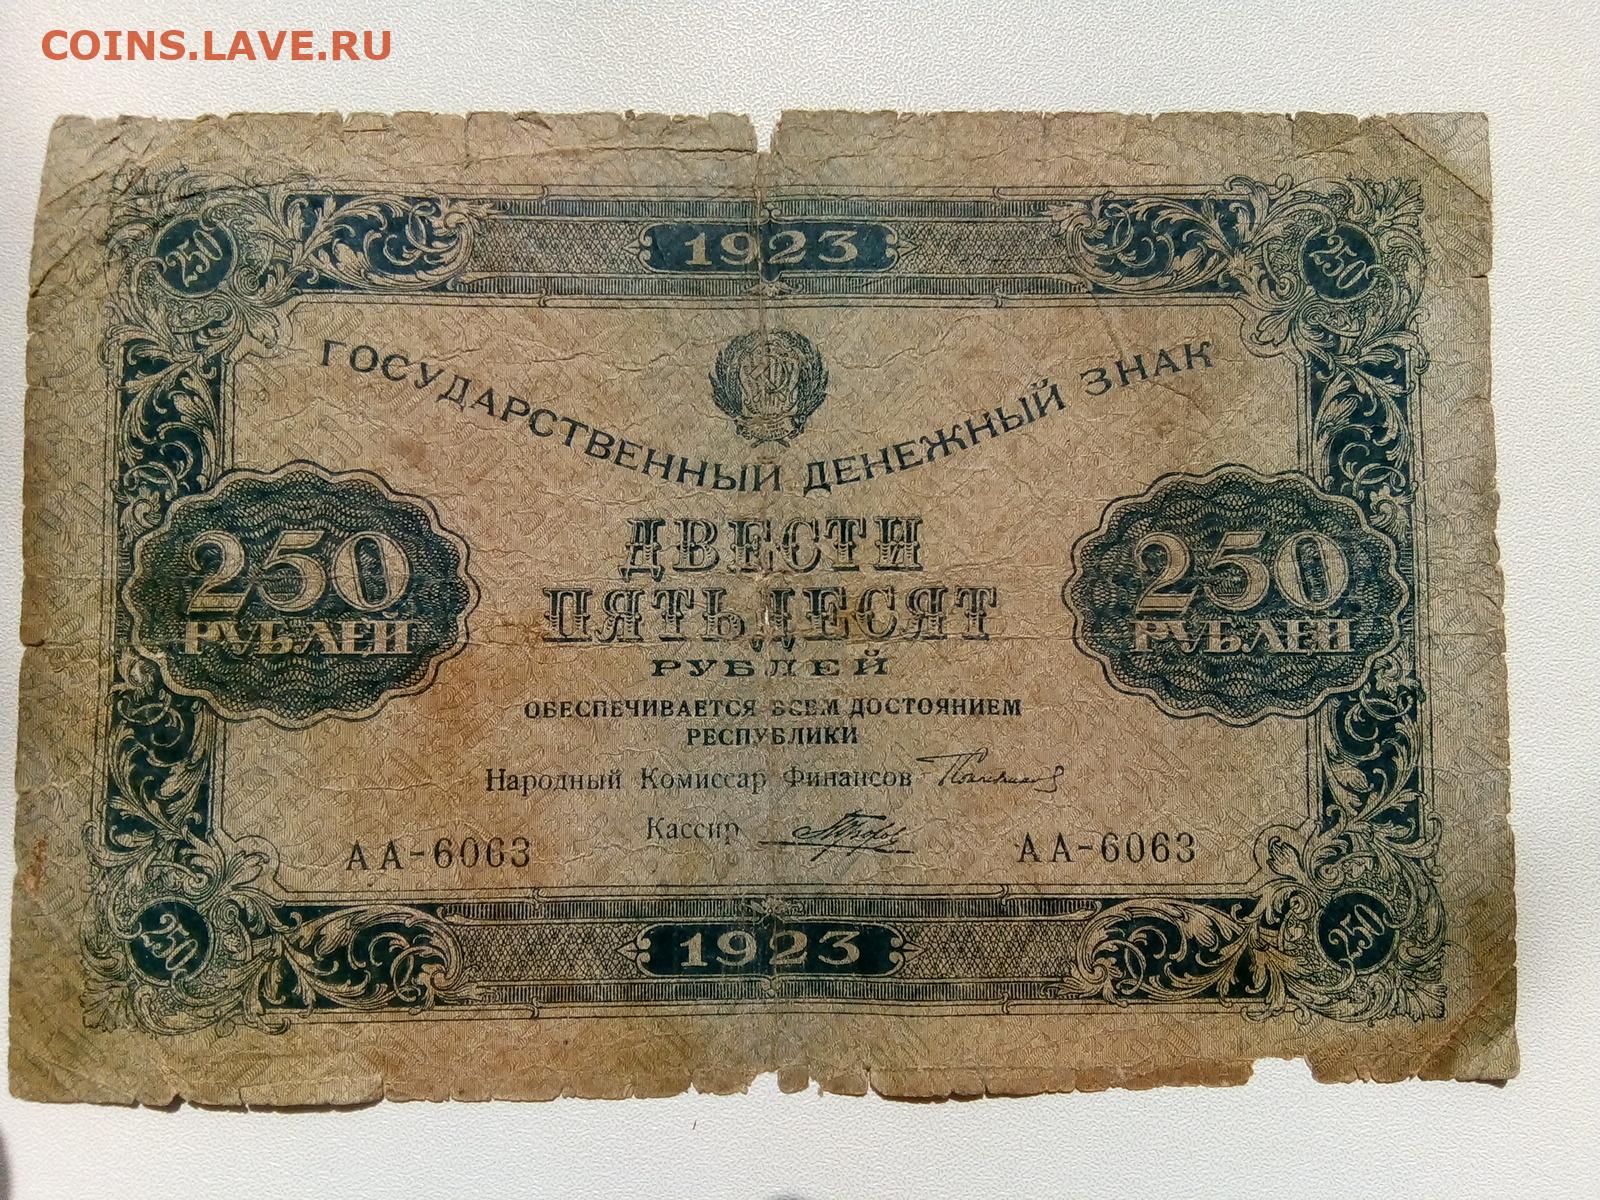 COINS.LAVE.RU
1923
250 250
ГОСУДАРСТВЕННЫЙ ДЕНЕЖНЫЙ ЗНАК
ДВЕСТИ
ПЯТЬДЕСЯТ
РУБЛЕЙ
250 РУБЛЕЙ
250 РУБЛЕЙ
ОБЕСПЕЧИВАЕТСЯ ВСЕМ ДОСТОЯНИЕМ
РЕСПУБЛИКИ
Народный Комиссар Финансов
Кассир
АА-6063 АА-6063
250 250
1923